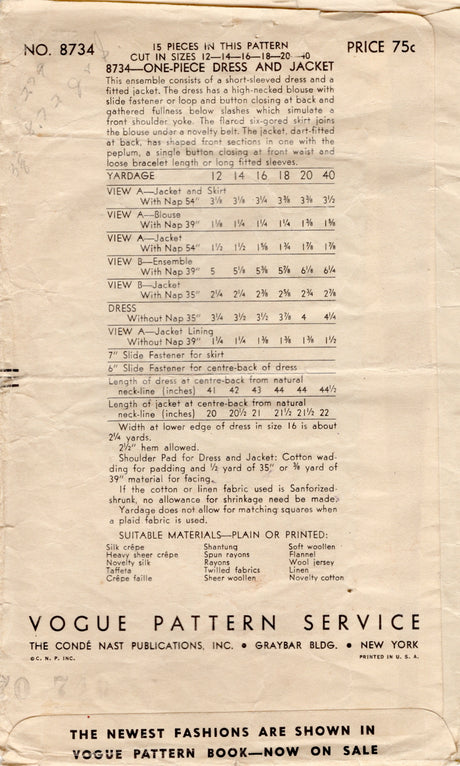 NO. 8734
15 PIECES IN THIS PATTERN
CUT IN SIZES 12—14—16—18—20—40
PRICE 75c
8734—ONE-PIECE DRESS AND JACKET
This ensemble consists of a short-sleeved dress and a
fitted jacket. The dress has a high-necked blouse with
slide fastener or loop and button closing at back and
gathered fullness below slashes which simulate a
front shoulder yoke. The flared six-gored skirt joins
the blouse under a novelty belt. The jacket, dart-fitted
at back, has shaped front sections in one with the
peplum, a single button closing at front waist and
loose bracelet length or long fitted sleeves.
YARDAGE 12 14 16 18 20 40
VIEW A—Jacket and Skirt
With Nap 54" 3⅛ 3⅛ 3¼ 3⅜ 3⅜ 3½
VIEW A—Blouse
With Nap 39" 1⅛ 1¼ 1¼ 1¼ 1⅜ 1⅜
VIEW A—Jacket
With Nap 54" 1½ 1½ 1⅝ 1¾ 1⅞ 1⅞
VIEW B—Ensemble
With Nap 39" 5 5⅛ 5⅜ 5⅞ 6⅛ 6¼
VIEW B—Jacket
With Nap 35" 2¼ 2¼ 2⅜ 2⅝ 2¾ 2⅞
DRESS
Without Nap 35" 3¼ 3½ 3½ 3⅞ 4 4¼
VIEW A—Jacket Lining
Without Nap 39" 1¼ 1¼ 1⅜ 1⅜ 1⅜ 1½
7" Slide Fastener for skirt
6" Slide Fastener for centre-back of dress
Length of dress at centre-back from natural
neck-line (inches) 41 42 43 44 44 44½
Length of jacket at centre-back from natural
neck-line (inches) 20 20½ 21 21½ 21½ 22
Width at lower edge of dress in size 16 is about
2¼ yards.
2½" hem allowed.
Shoulder Pad for Dress and Jacket: Cotton wad-
ding for padding and ½ yard of 35" or ⅜ yard of
39" material for facing.
If the cotton or linen fabric used is Sanforized-
shrunk, no allowance for shrinkage need be made.
Yardage does not allow for matching squares when
a plaid fabric is used.
SUITABLE MATERIALS—PLAIN OR PRINTED:
Silk crêpe Shantung Soft woollen
Heavy sheer crêpe Spun rayons Flannel
Novelty silk Rayons Wool jersey
Taffeta Twilled fabrics Linen
Crêpe faille Sheer woollen Novelty cotton
VOGUE PATTERN SERVICE
THE CONDÉ NAST PUBLICATIONS, INC. • GRAYBAR BLDG. • NEW YORK
© C. N. P. INC. PRINTED IN U. S. A.
THE NEWEST FASHIONS ARE SHOWN IN
VOGUE PATTERN BOOK—NOW ON SALE